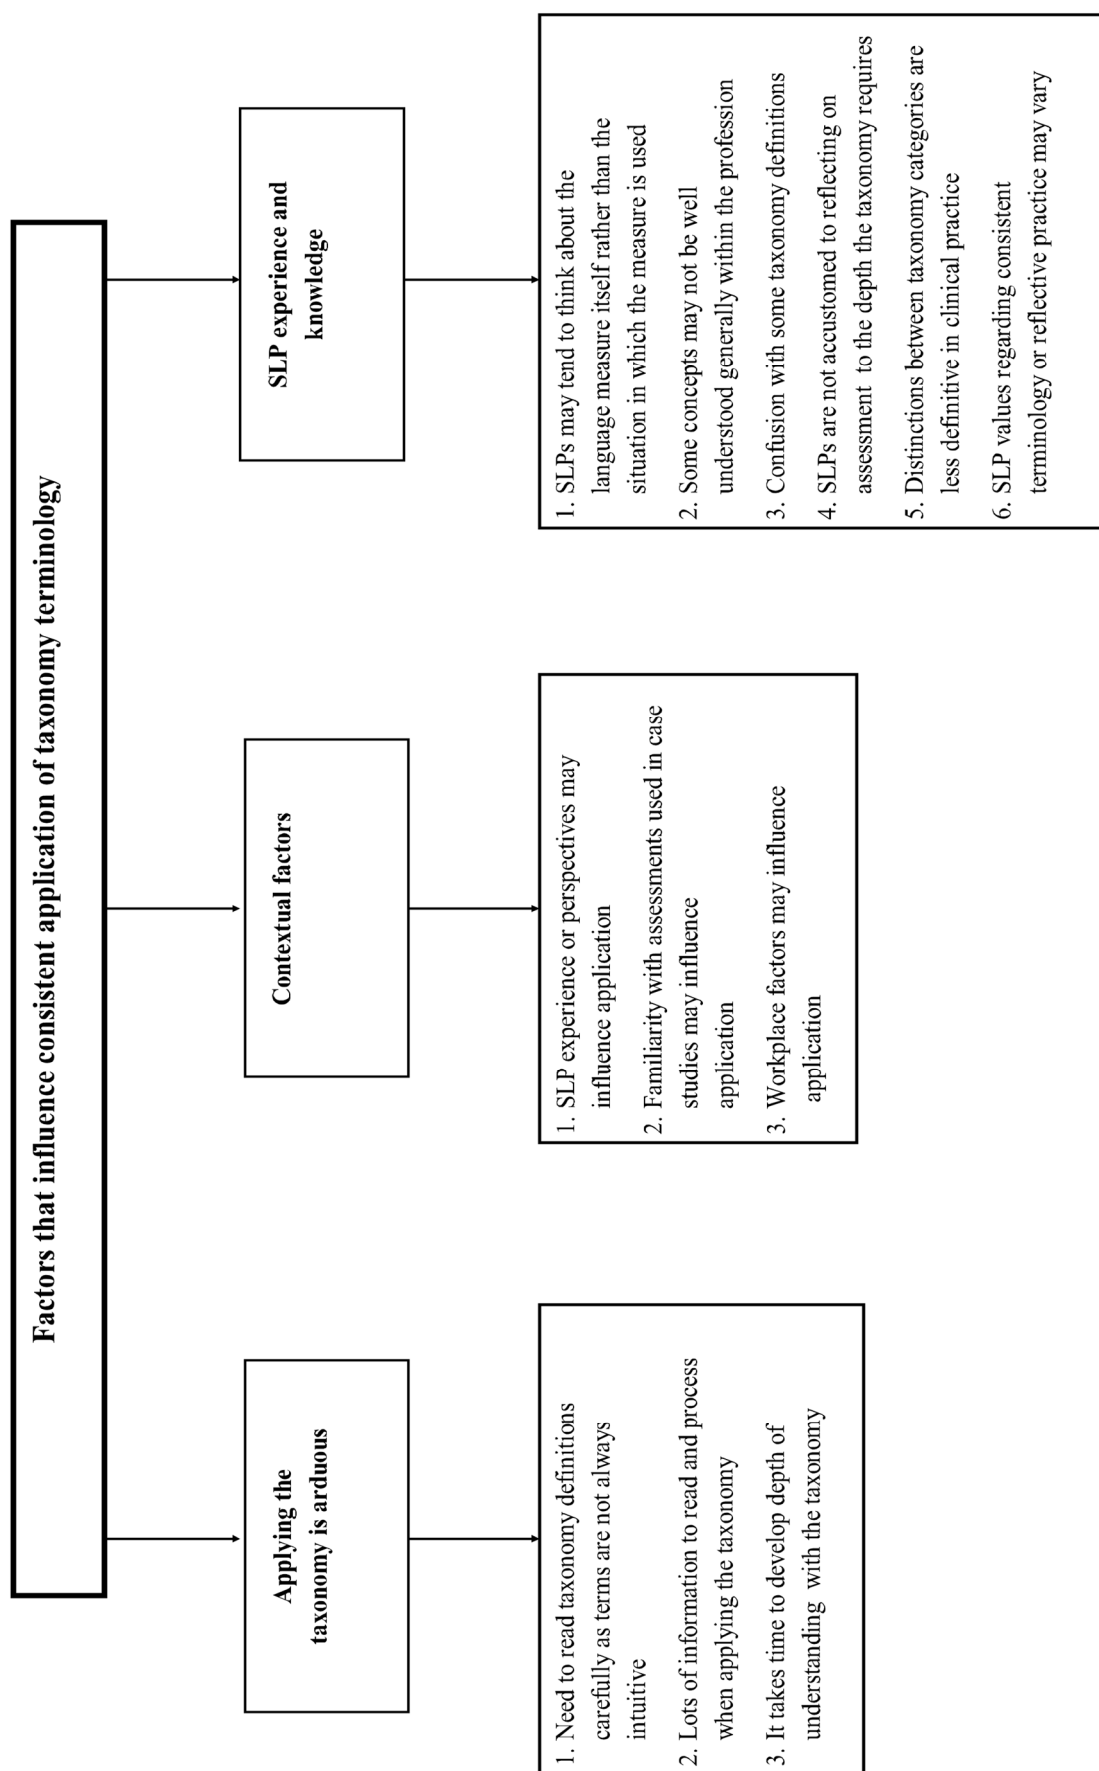 Factors that influence consistent application of taxonomy terminology
Applying the
taxonomy is arduous
1. Need to read taxonomy definitions
carefully as terms are not always
intuitive
2. Lots of information to read and process
when applying the taxonomy
3. It takes time to develop depth of
understanding with the taxonomy
Contextual factors
1. SLP experience or perspectives may
influence application
2. Familiarity with assessments used in case
studies may influence
application
3. Workplace factors may influence
application
SLP experience and
knowledge
1. SLPs may tend to think about the
language measure itself rather than the
situation in which the measure is used
2. Some concepts may not be well
understood generally within the profession
3. Confusion with some taxonomy definitions
4. SLPs are not accustomed to reflecting on
assessment to the depth the taxonomy requires
5. Distinctions between taxonomy categories are
less definitive in clinical practice
6. SLP values regarding consistent
terminology or reflective practice may vary